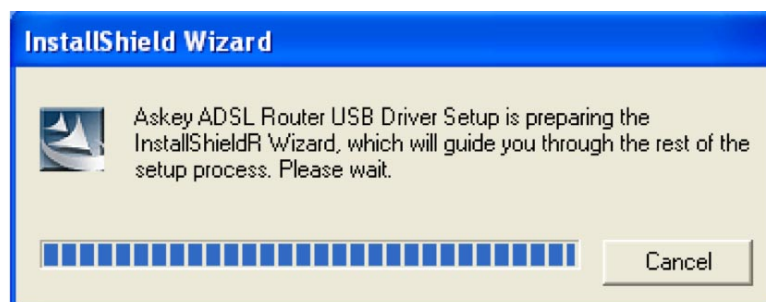 InstallShield Wizard
Askey ADSL Router USB Driver Setup is preparing the
InstallShieldR Wizard, which will guide you through the rest of the
setup process. Please wait.
Cancel